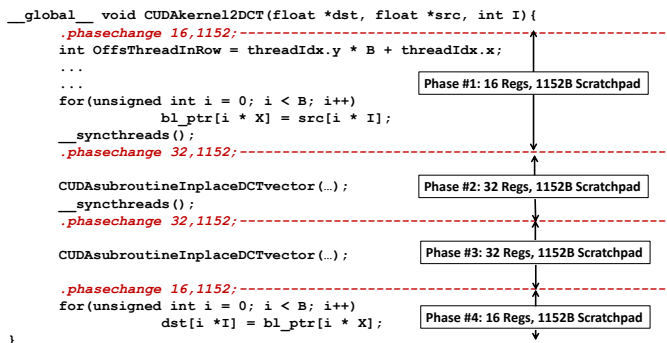 __global__ void CUDAkernel2DCT(float *dst, float *src, int I){
.phasechange 16,1152;
int OffsThreadInRow = threadIdx.y * B + threadIdx.x;
...
...
Phase #1: 16 Regs, 1152B Scratchpad
for(unsigned int i = 0; i < B; i++)
bl_ptr[i * X] = src[i * I];
__syncthreads();
.phasechange 32,1152;
CUDAsubroutineInplaceDCTvector(…);
Phase #2: 32 Regs, 1152B Scratchpad
__syncthreads();
.phasechange 32,1152;
CUDAsubroutineInplaceDCTvector(…);
Phase #3: 32 Regs, 1152B Scratchpad
.phasechange 16,1152;
for(unsigned int i = 0; i < B; i++)
dst[i *I] = bl_ptr[i * X];
Phase #4: 16 Regs, 1152B Scratchpad
}